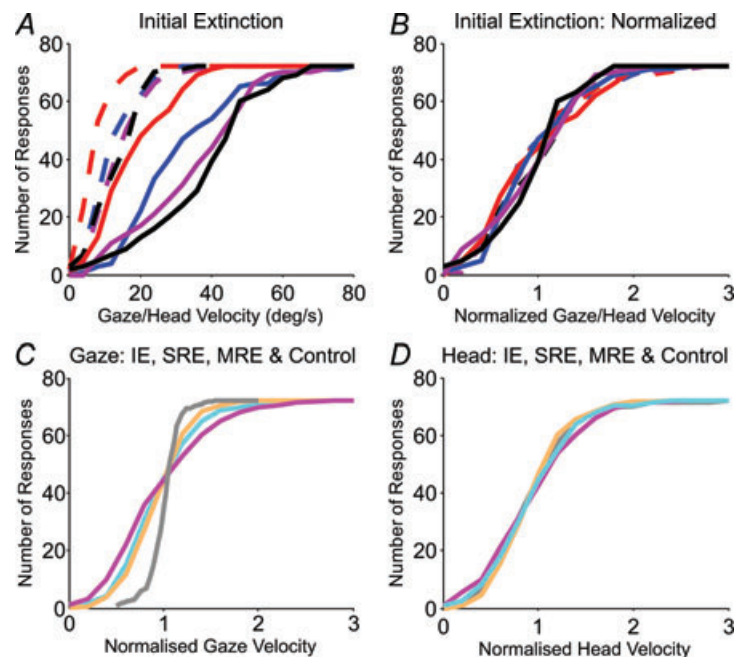 A Initial Extinction
80
60
40
20
0
Number of Responses
0 20 40 60 80
Gaze/Head Velocity (deg/s)
B Initial Extinction: Normalized
80
60
40
20
0
Number of Responses
0 1 2 3
Normalized Gaze/Head Velocity
C Gaze: IE, SRE, MRE & Control
80
60
40
20
0
Number of Responses
0 1 2 3
Normalised Gaze Velocity
D Head: IE, SRE, MRE & Control
80
60
40
20
0
Number of Responses
0 1 2 3
Normalised Head Velocity